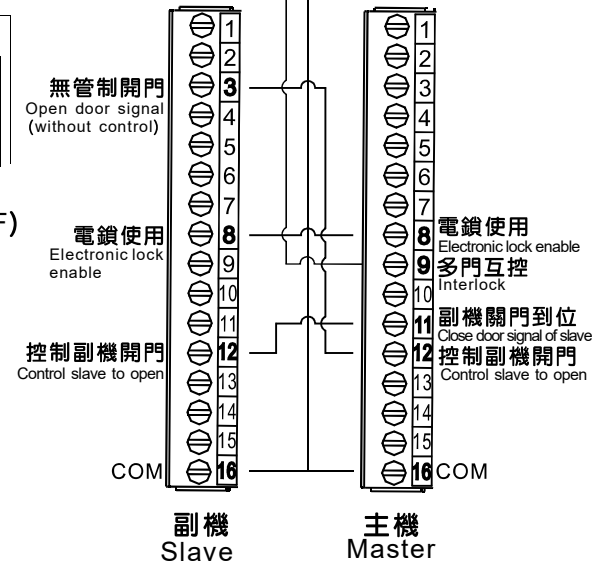 1
2
無管制開門
Open door signal
(without control)
3
4
5
6
7
電鎖使用
Electronic lock
enable
8
9
10
11
控制副機開門
Control slave to open
12
13
14
15
COM
16
副機
Slave
1
2
3
4
5
6
7
8
電鎖使用
Electronic lock enable
9
多門互控
Interlock
10
11
副機關門到位
Close door signal of slave
12
控制副機開門
Control slave to open
13
14
15
16
COM
主機
Master